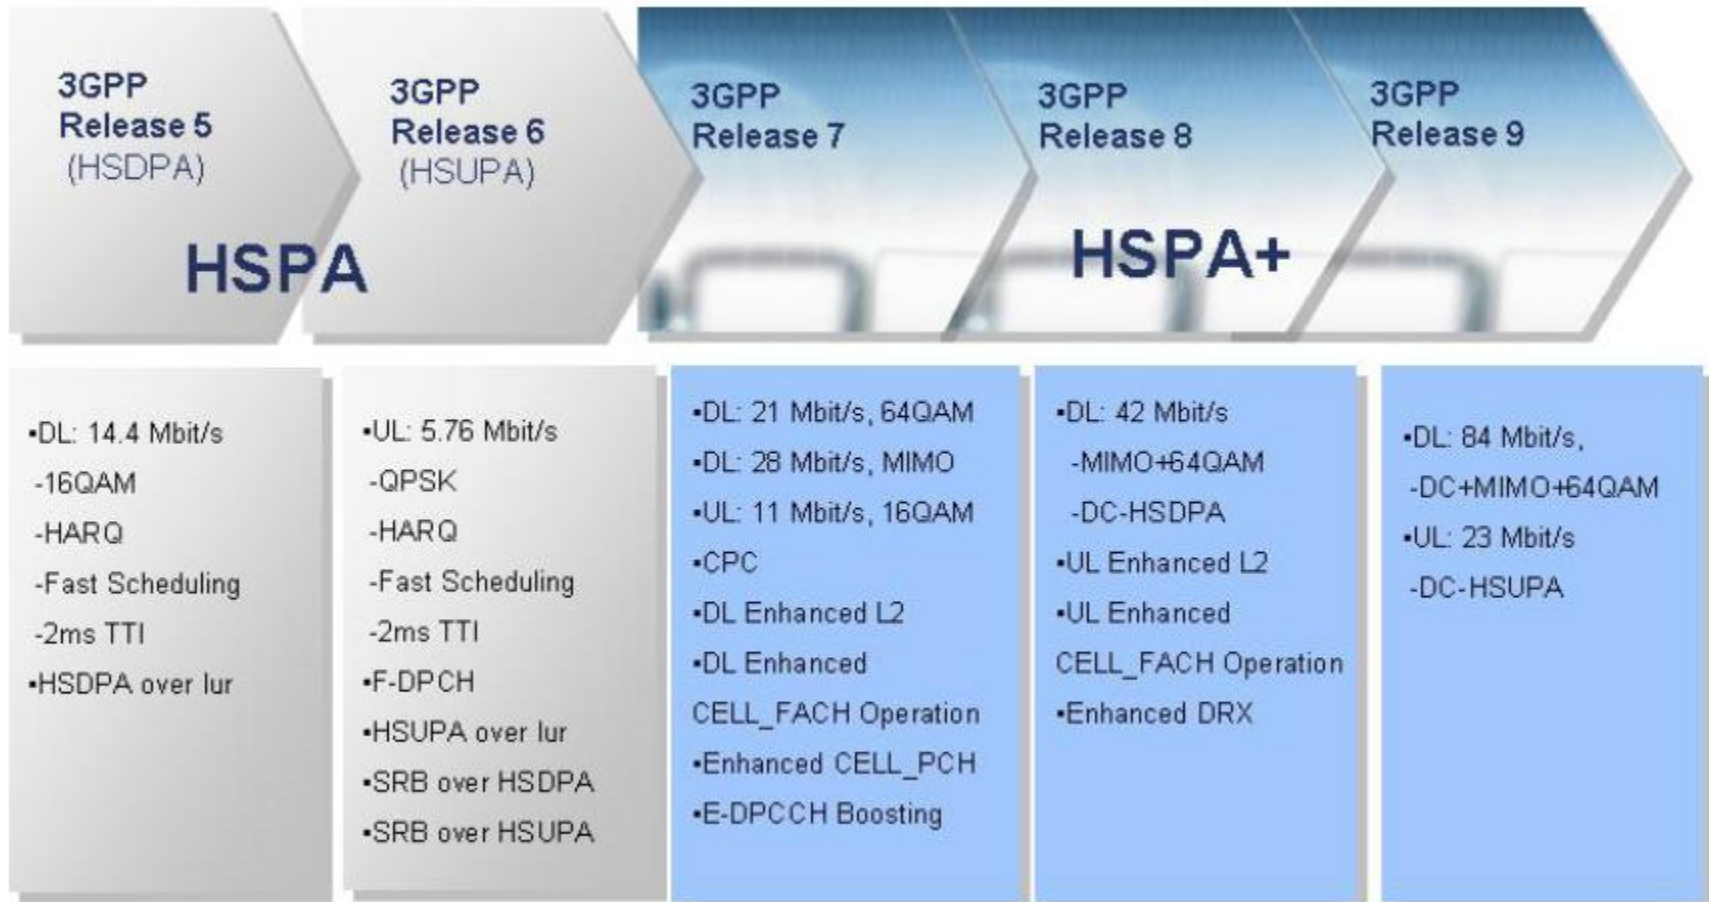 3GPP
Release 5
(HSDPA)
3GPP
Release 6
(HSUPA)
HSPA
3GPP
Release 7
3GPP
Release 8
3GPP
Release 9
HSPA+
▪DL: 14.4 Mbit/s
-16QAM
-HARQ
-Fast Scheduling
-2ms TTI
▪HSDPA over Iur
▪UL: 5.76 Mbit/s
-QPSK
-HARQ
-Fast Scheduling
-2ms TTI
▪F-DPCH
▪HSUPA over Iur
▪SRB over HSDPA
▪SRB over HSUPA
▪DL: 21 Mbit/s, 64QAM
▪DL: 28 Mbit/s, MIMO
▪UL: 11 Mbit/s, 16QAM
▪CPC
▪DL Enhanced L2
▪DL Enhanced
CELL_FACH Operation
▪Enhanced CELL_PCH
▪E-DPCCH Boosting
▪DL: 42 Mbit/s
-MIMO+64QAM
-DC-HSDPA
▪UL Enhanced L2
▪UL Enhanced
CELL_FACH Operation
▪Enhanced DRX
▪DL: 84 Mbit/s,
-DC+MIMO+64QAM
▪UL: 23 Mbit/s
-DC-HSUPA